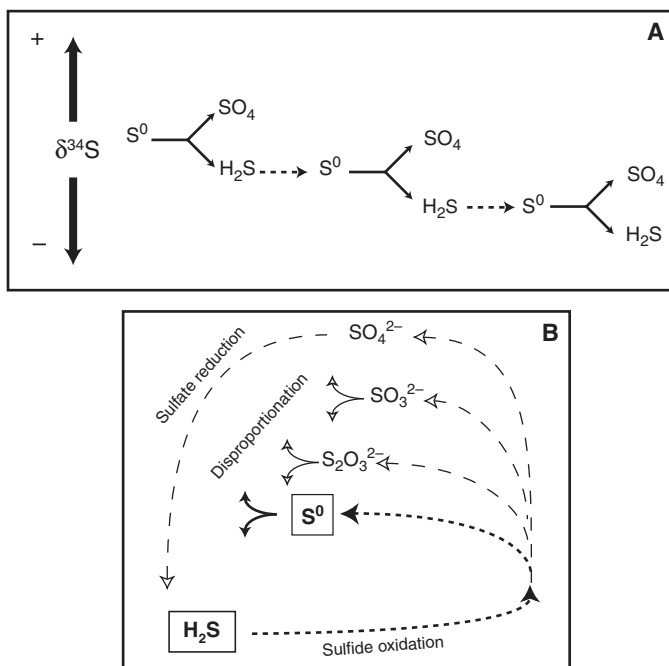 A
+
δ³⁴S
−
S⁰
SO₄
H₂S
S⁰
SO₄
H₂S
S⁰
SO₄
H₂S
B
SO₄²⁻
Sulfate reduction
SO₃²⁻
Disproportionation
S₂O₃²⁻
S⁰
H₂S
Sulfide oxidation